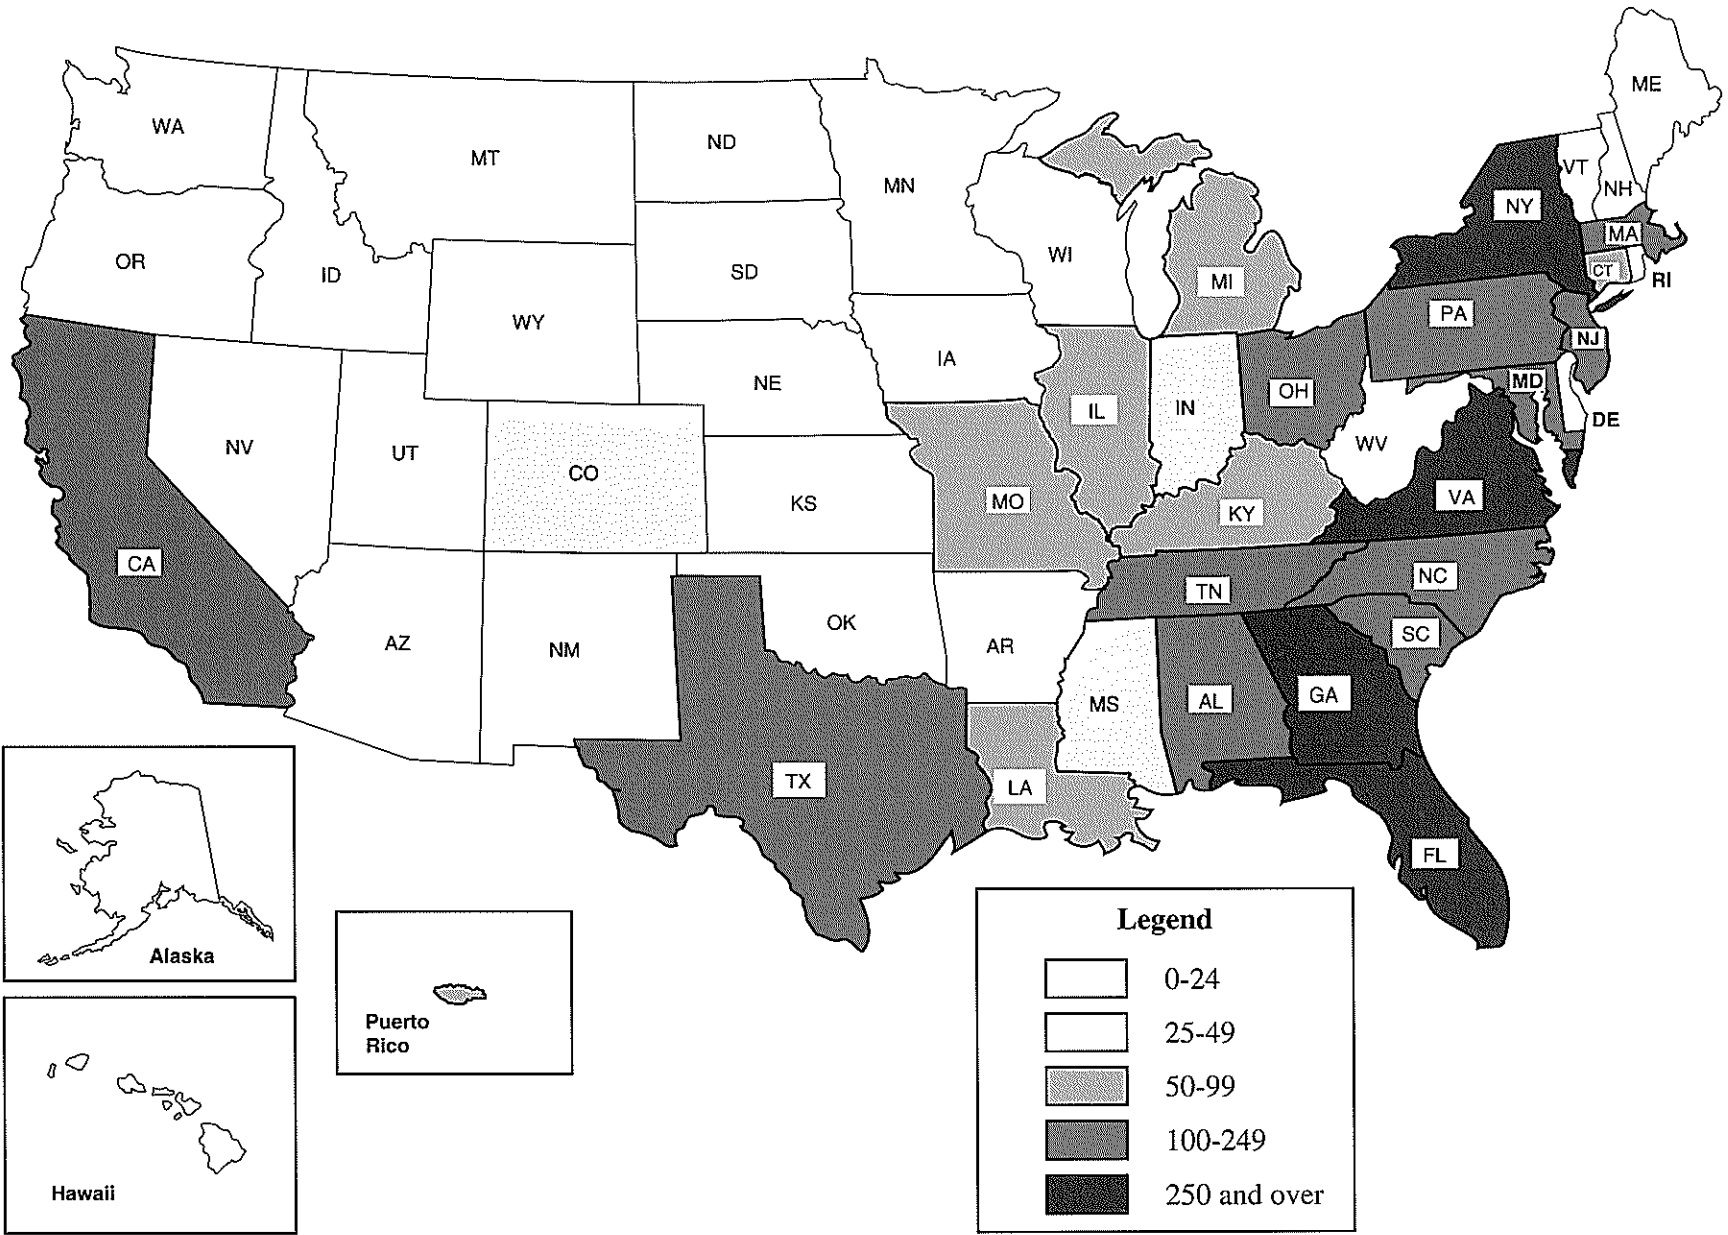 ME
WA
MT
ND
MN
VT
NH
NY
MA
OR
ID
SD
WI
MI
CT
RI
WY
PA
NJ
IA
NE
MD
OH
IL
IN
DE
NV
UT
CO
WV
KS
MO
VA
KY
CA
TN
NC
OK
SC
AZ
NM
AR
GA
AL
MS
TX
LA
FL
Alaska
Puerto
Rico
Hawaii
Legend
0-24
25-49
50-99
100-249
250 and over